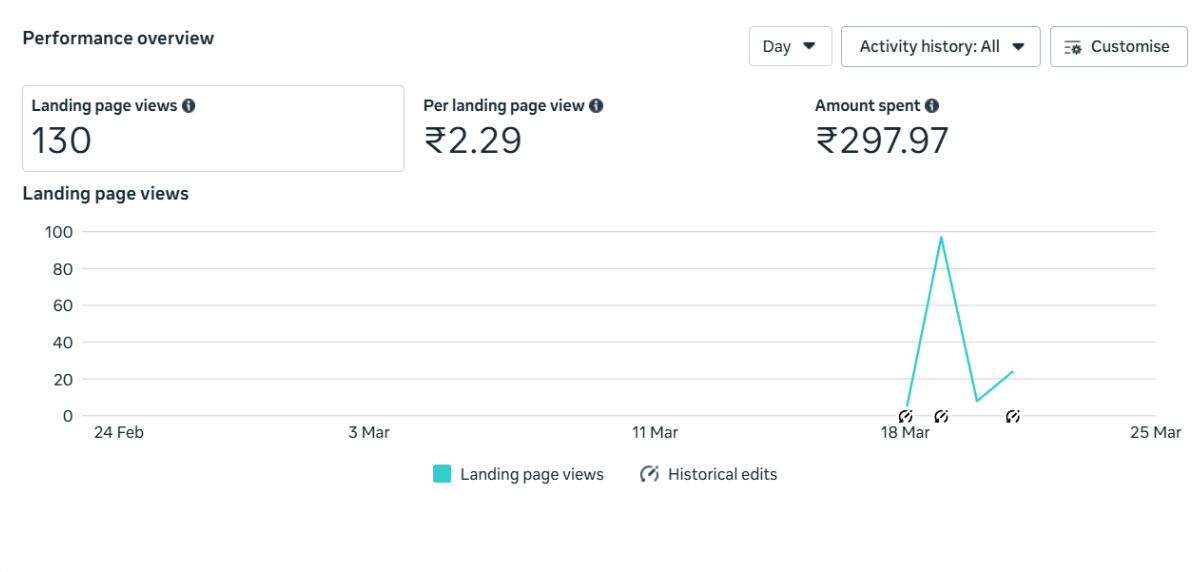 Performance overview
Day
Activity history: All
Customise
Landing page views
130
Per landing page view
₹2.29
Amount spent
₹297.97
Landing page views
100
80
60
40
20
0
24 Feb
3 Mar
11 Mar
18 Mar
25 Mar
Landing page views
Historical edits